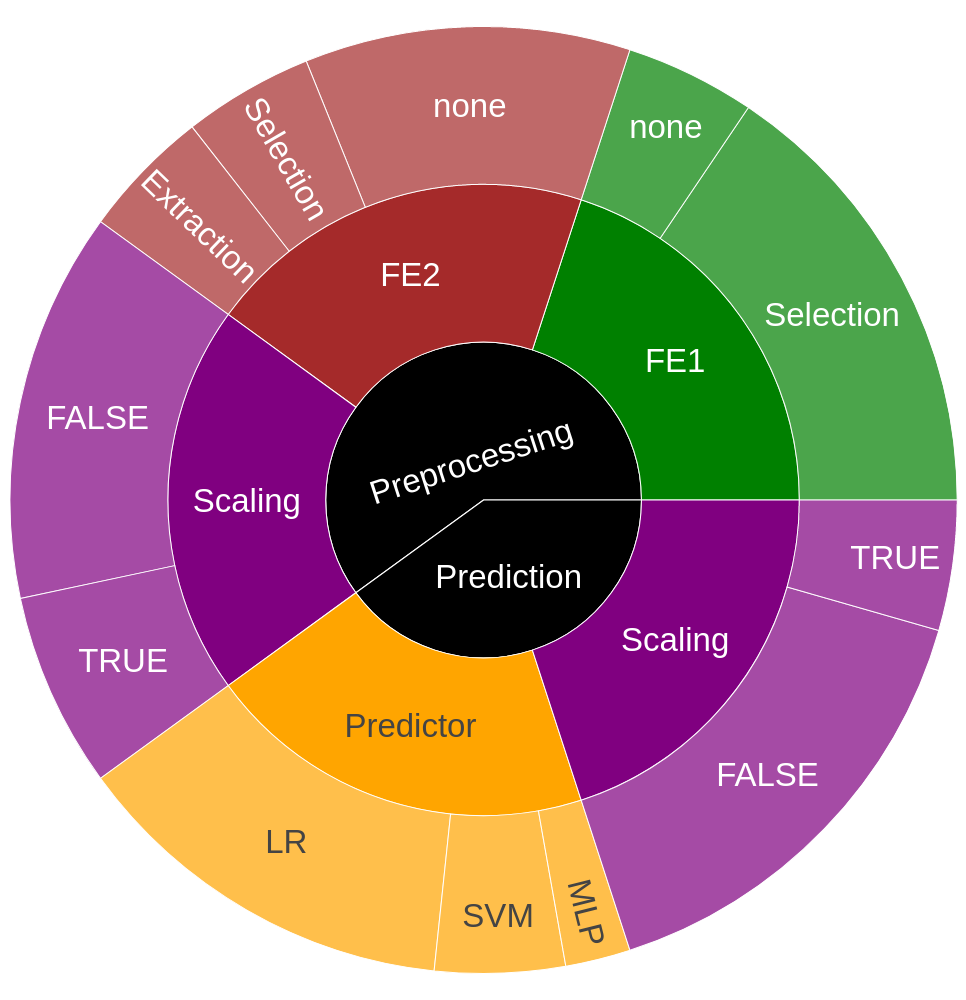 none
none
Selection
Extraction
FE2
Selection
FE1
FALSE
Preprocessing
Scaling
TRUE
Prediction
Scaling
TRUE
Predictor
FALSE
LR
SVM
MLP